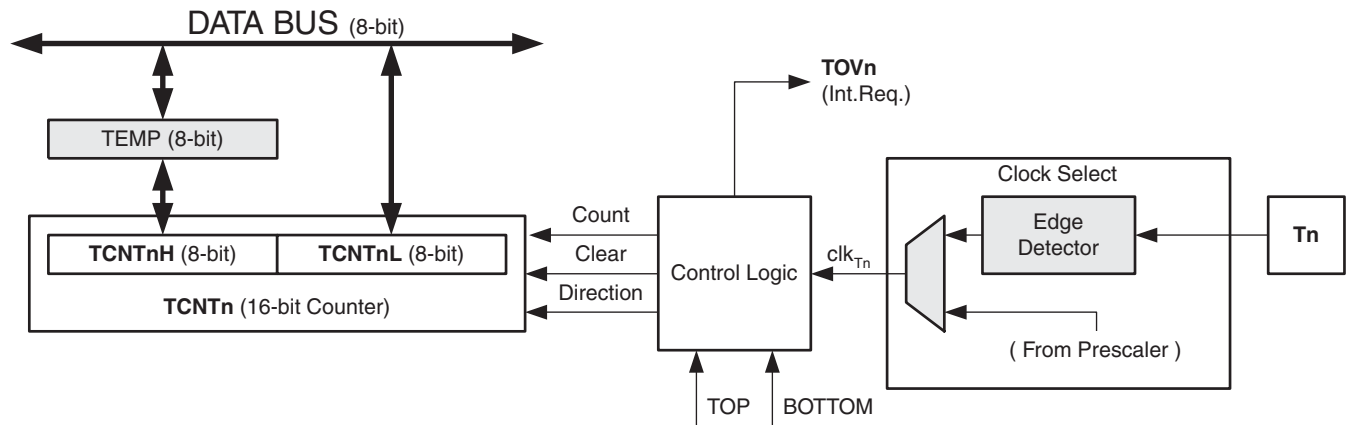 DATA BUS (8-bit)
TOVn
(Int.Req.)
TEMP (8-bit)
Clock Select
Count
Edge
Detector
Tn
TCNTnH (8-bit) TCNTnL (8-bit)
Clear
Control Logic
clkTn
TCNTn (16-bit Counter)
Direction
( From Prescaler )
TOP
BOTTOM